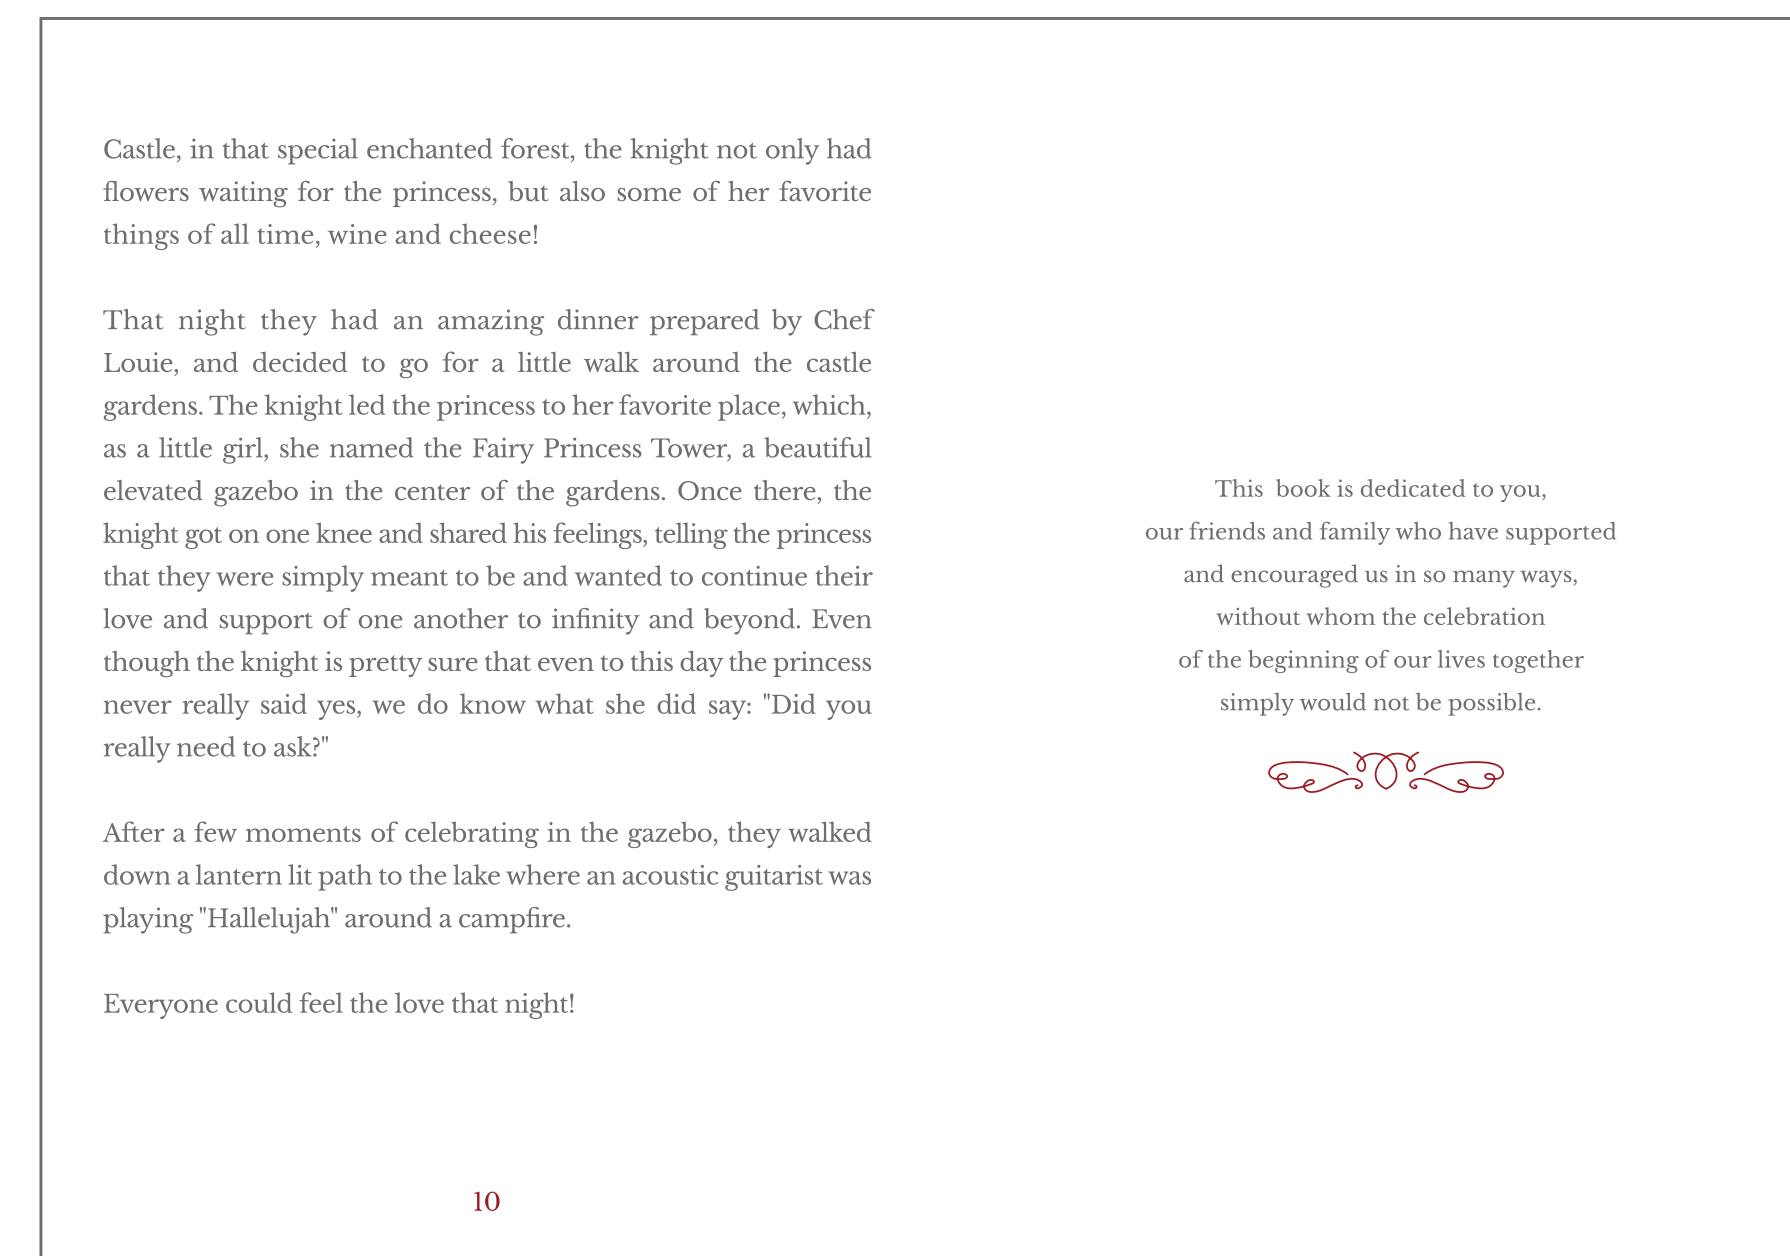 Castle, in that special enchanted forest, the knight not only had
flowers waiting for the princess, but also some of her favorite
things of all time, wine and cheese!
That night they had an amazing dinner prepared by Chef
Louie, and decided to go for a little walk around the castle
gardens. The knight led the princess to her favorite place, which,
as a little girl, she named the Fairy Princess Tower, a beautiful
elevated gazebo in the center of the gardens. Once there, the
knight got on one knee and shared his feelings, telling the princess
that they were simply meant to be and wanted to continue their
love and support of one another to infinity and beyond. Even
though the knight is pretty sure that even to this day the princess
never really said yes, we do know what she did say: "Did you
really need to ask?"
After a few moments of celebrating in the gazebo, they walked
down a lantern lit path to the lake where an acoustic guitarist was
playing "Hallelujah" around a campfire.
Everyone could feel the love that night!
10
This  book is dedicated to you,
our friends and family who have supported
and encouraged us in so many ways,
without whom the celebration
of the beginning of our lives together
simply would not be possible.